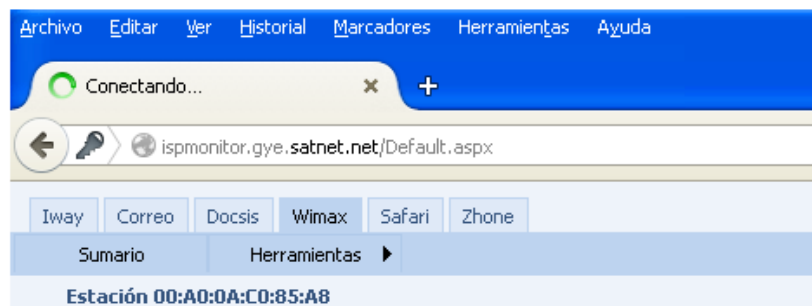 Archivo Editar Ver Historial Marcadores Herramientas Ayuda
Conectando...
ispmonitor.gye.satnet.net/Default.aspx
Iway Correo Docsis Wimax Safari Zhone
Sumario Herramientas
Estación 00:A0:0A:C0:85:A8